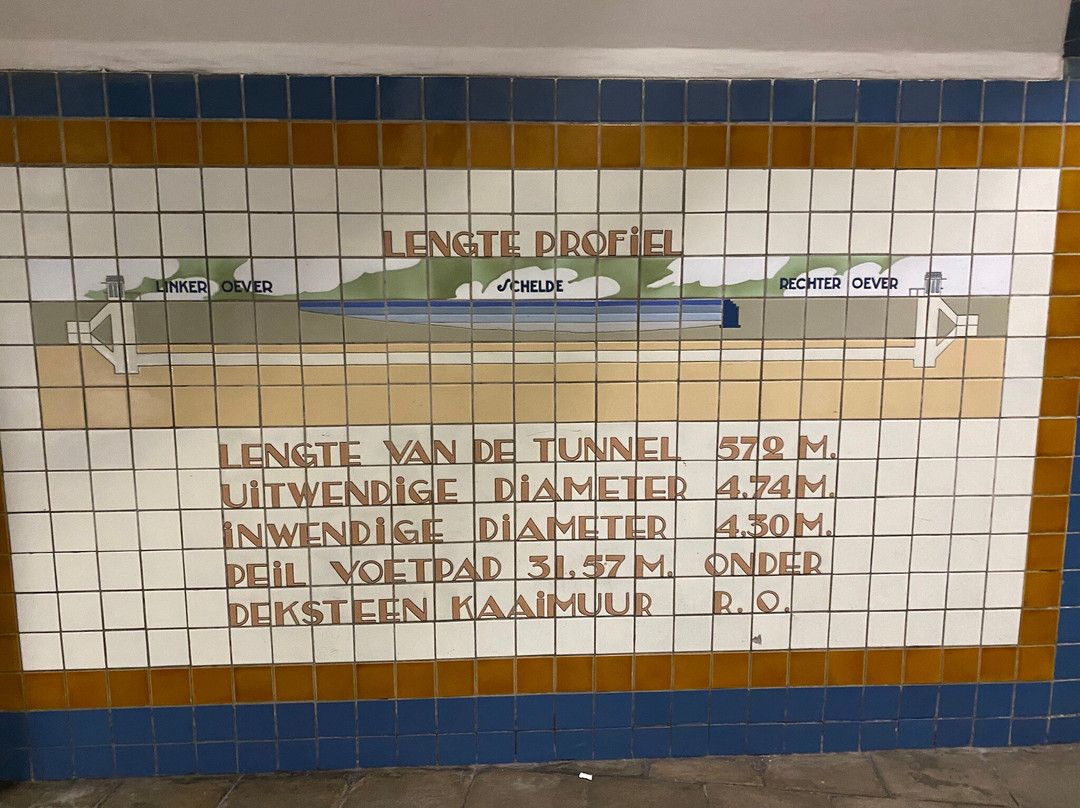 LENGTE PROFiEL
LINKER OEVER SCHELDE RECHTER OEVER
LENGTE VAN DE TUNNEL 572 M.
UiTWENDiGE DiAMETER 4,74 M.
iNWENDiGE DiAMETER 4,30 M.
PEiL VOETPAD 31,57 M. ONDER
DEKSTEEN KAAiMUUR R. O.